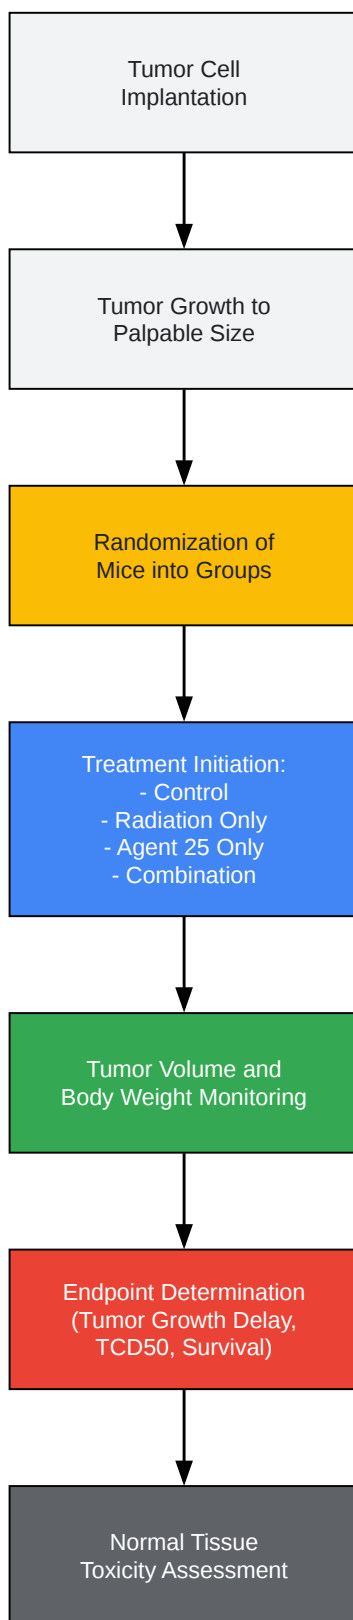 Tumor Cell
Implantation
Tumor Growth to
Palpable Size
Randomization of
Mice into Groups
Treatment Initiation:
- Control
- Radiation Only
- Agent 25 Only
- Combination
Tumor Volume and
Body Weight Monitoring
Endpoint Determination
(Tumor Growth Delay,
TCD50, Survival)
Normal Tissue
Toxicity Assessment